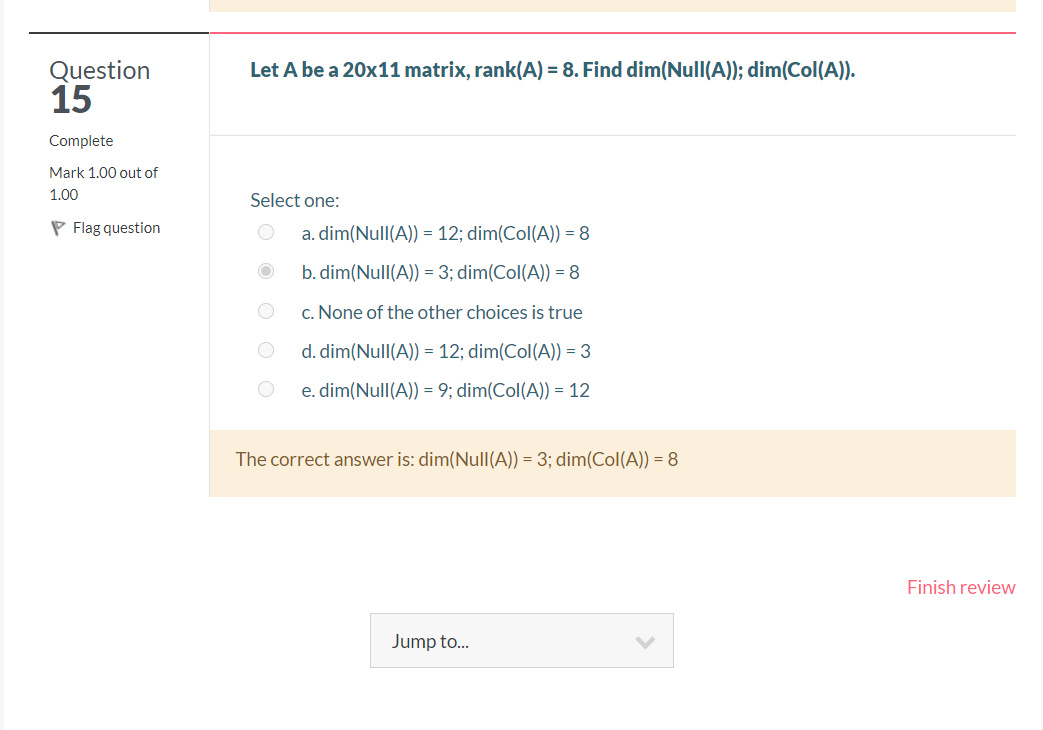 Question
15
Complete
Mark 1.00 out of
1.00
Flag question
Let A be a 20x11 matrix, rank(A) = 8. Find dim(Null(A)); dim(Col(A)).
Select one:
a. dim(Null(A)) = 12; dim(Col(A)) = 8
b. dim(Null(A)) = 3; dim(Col(A)) = 8
c. None of the other choices is true
d. dim(Null(A)) = 12; dim(Col(A)) = 3
e. dim(Null(A)) = 9; dim(Col(A)) = 12
The correct answer is: dim(Null(A)) = 3; dim(Col(A)) = 8
Finish review
Jump to...